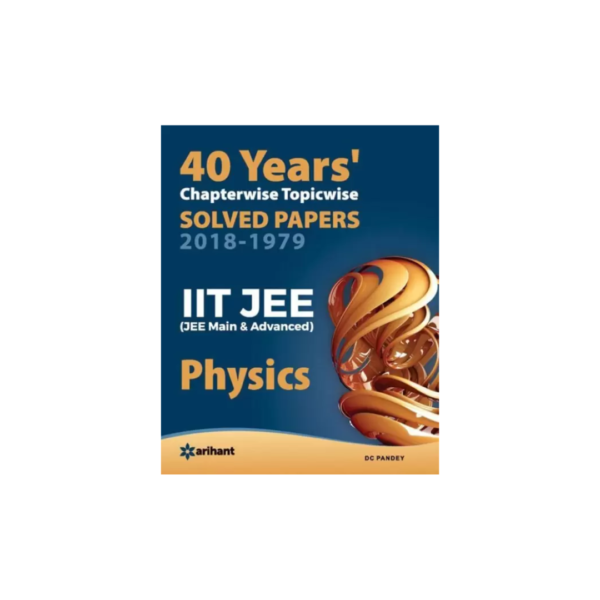 40 Years'
Chapterwise Topicwise
SOLVED PAPERS
2018-1979
IIT JEE
(JEE Main & Advanced)
Physics
arihant
DC PANDEY